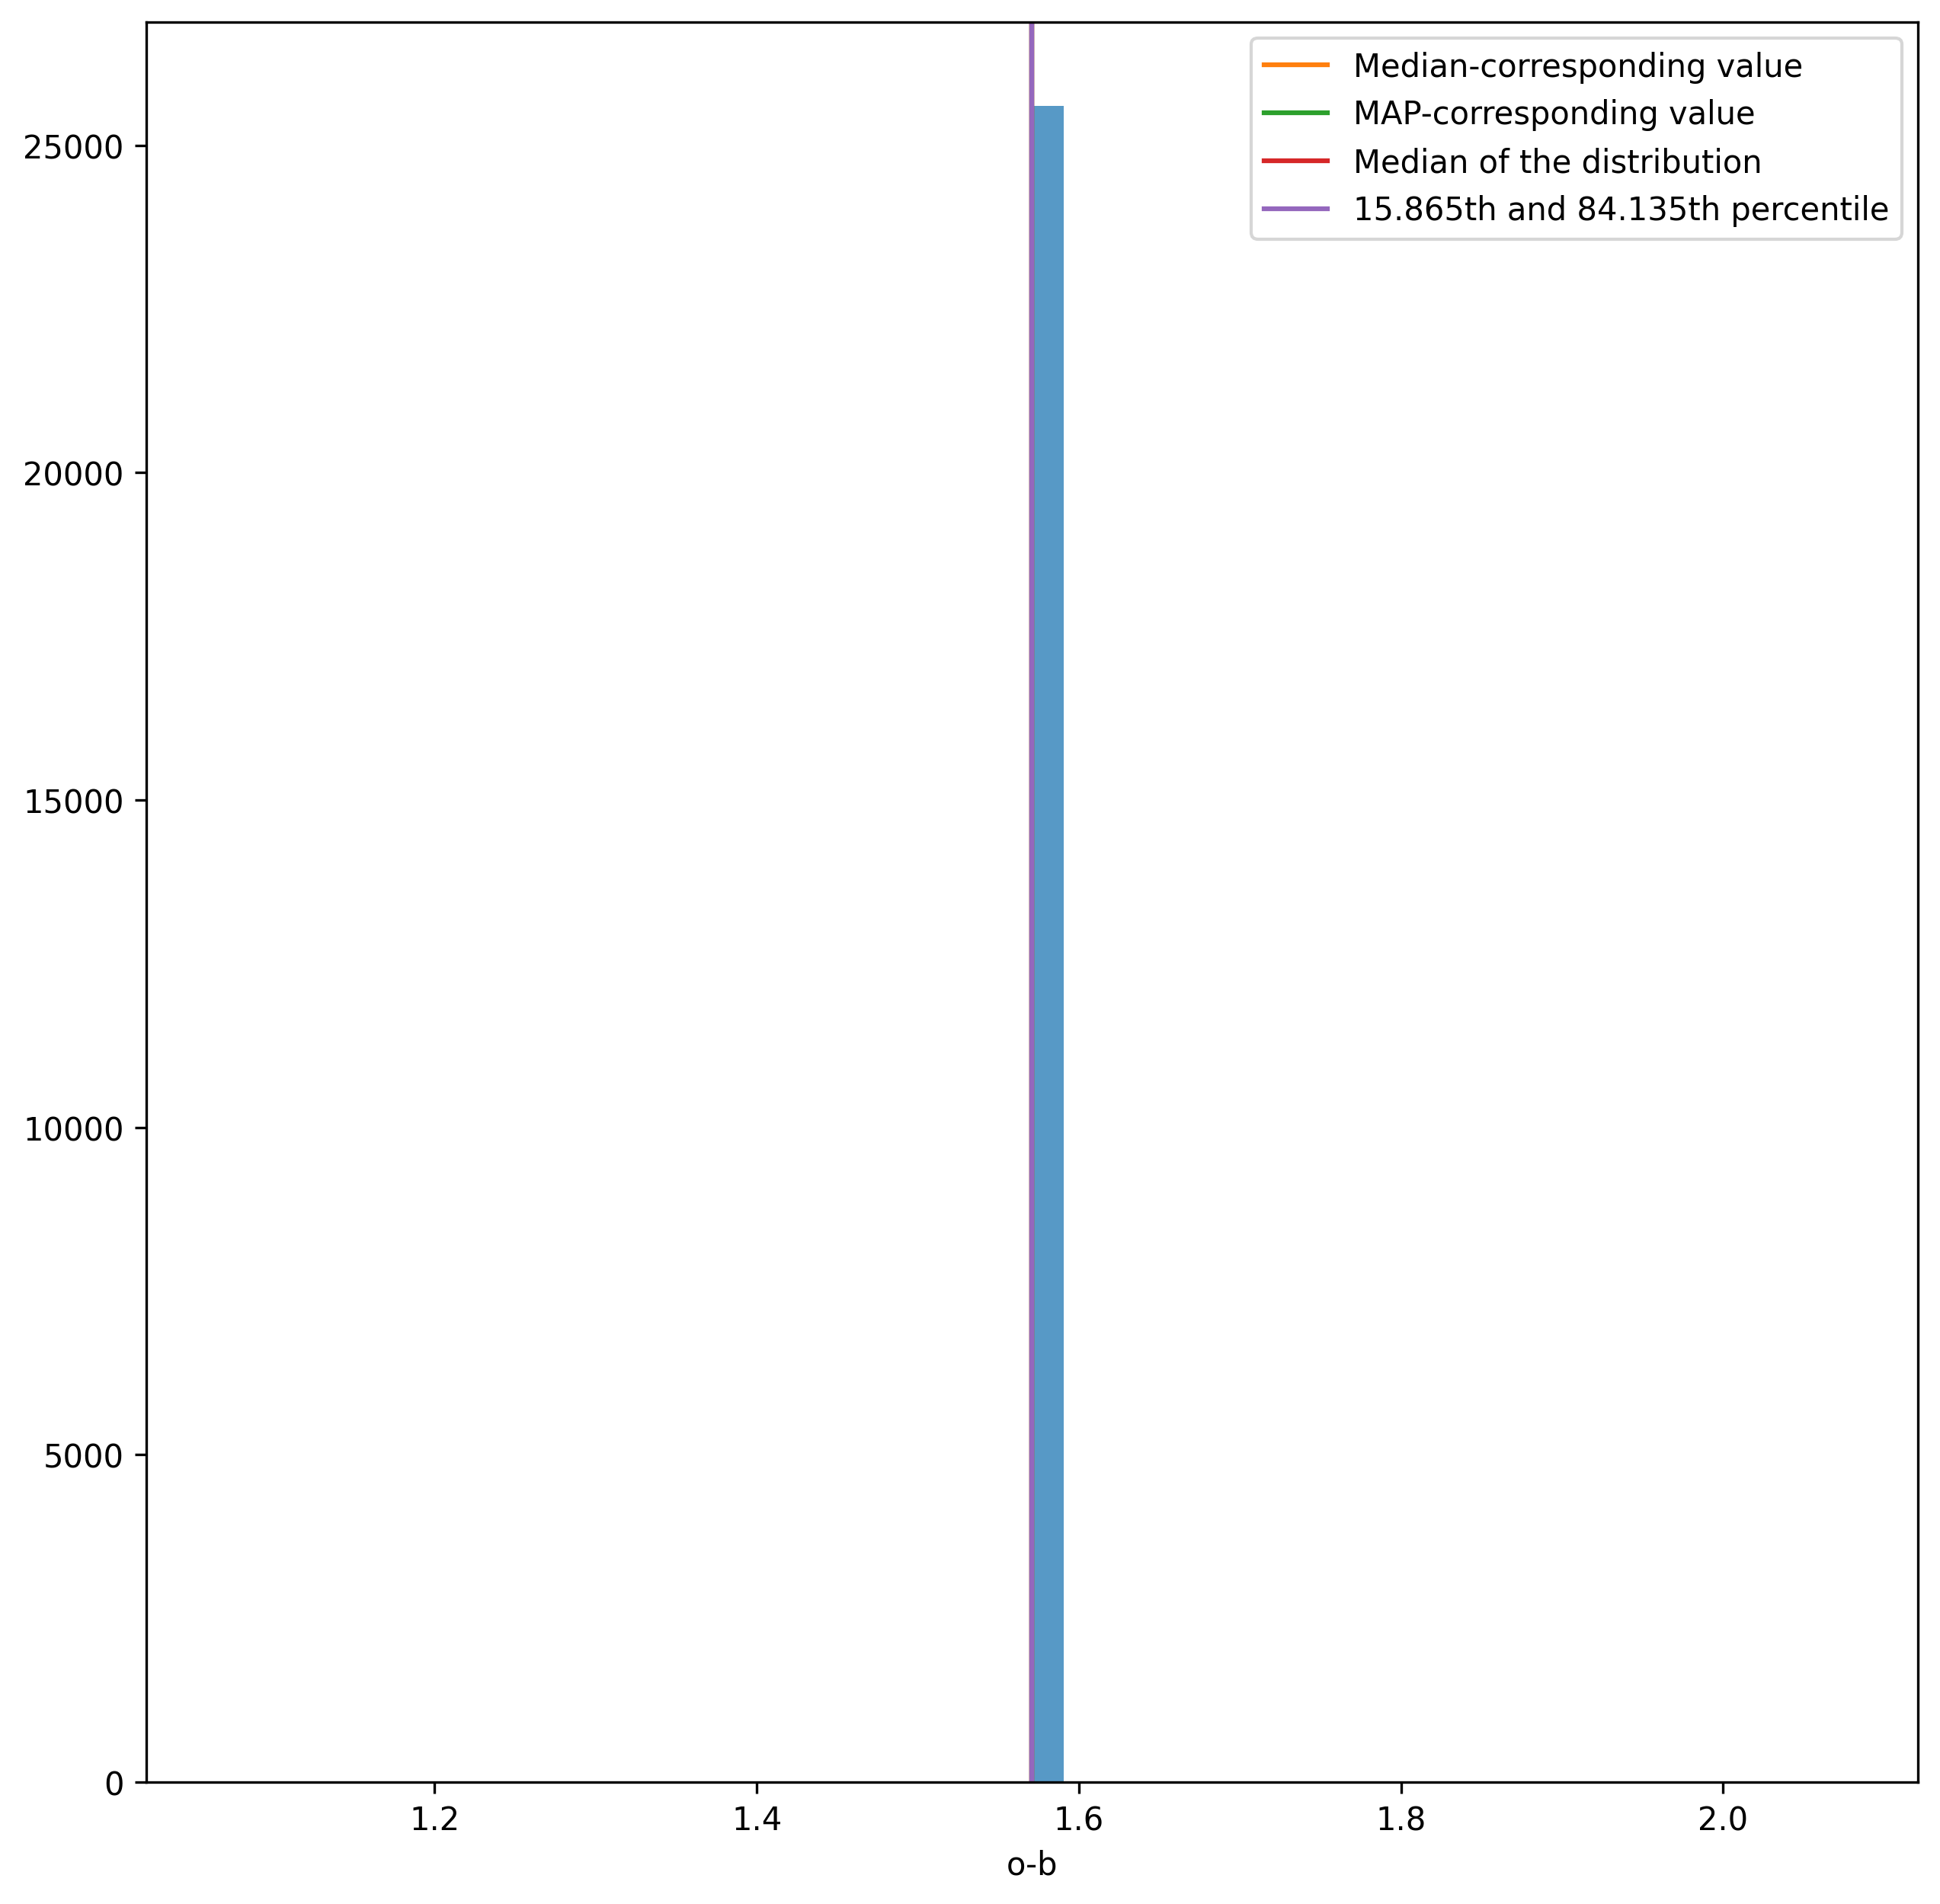 Median-corresponding value
MAP-corresponding value
Median of the distribution
15.865th and 84.135th percentile
25000
20000
15000
10000
5000
0
1.2 1.4 1.6 1.8 2.0
o-b